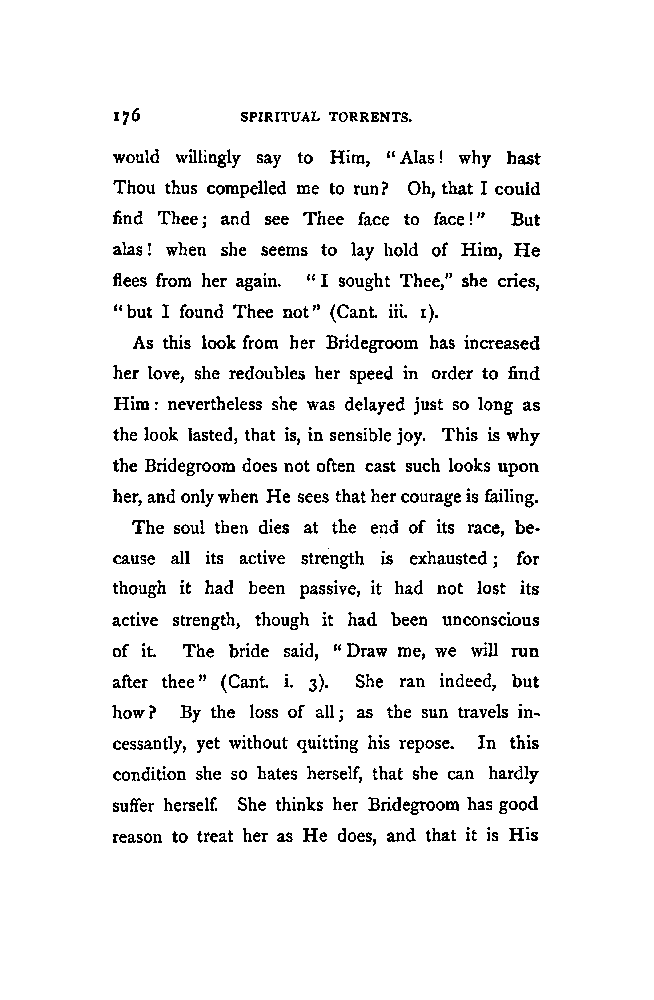 176 SPIRITUAL TORRENTS.
would willingly say to Him, “Alas! why hast
Thou thus compelled me to run? Oh, that I could
find Thee; and see Thee face to face!” But
alas! when she seems to lay hold of Him, He
flees from her again. “I sought Thee,” she cries,
“but I found Thee not” (Cant. iii. 1).
As this look from her Bridegroom has increased
her love, she redoubles her speed in order to find
Him: nevertheless she was delayed just so long as
the look lasted, that is, in sensible joy. This is why
the Bridegroom does not often cast such looks upon
her, and only when He sees that her courage is failing.
The soul then dies at the end of its race, be-
cause all its active strength is exhausted; for
though it had been passive, it had not lost its
active strength, though it had been unconscious
of it. The bride said, “Draw me, we will run
after thee” (Cant. i. 3). She ran indeed, but
how? By the loss of all; as the sun travels in-
cessantly, yet without quitting his repose. In this
condition she so hates herself, that she can hardly
suffer herself. She thinks her Bridegroom has good
reason to treat her as He does, and that it is His